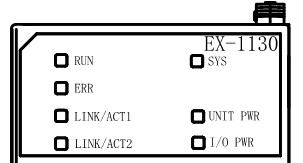 EX-1130
RUN SYS
ERR
LINK/ACT1 UNIT PWR
LINK/ACT2 I/O PWR